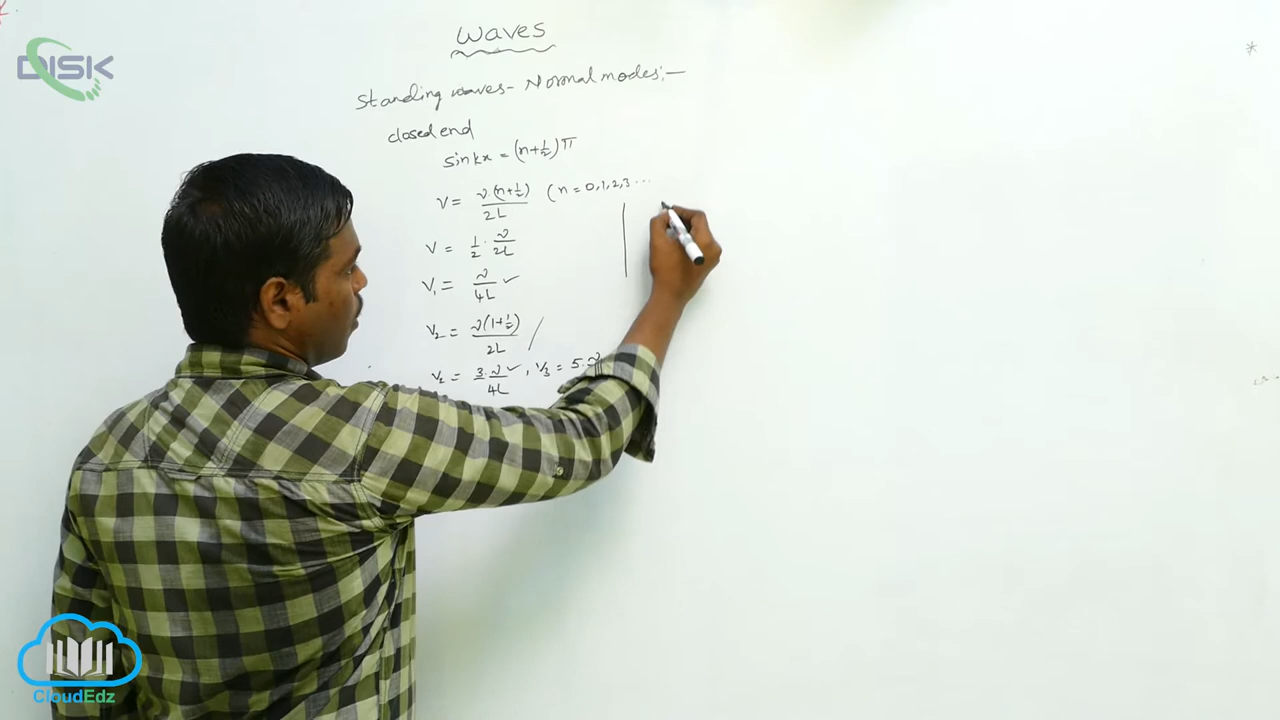 DISK
Waves
Standing waves - Normal modes:-
closed end
sin kx = (n+1/2)π
ν = v(n+1/2)/2L (n = 0,1,2,3 ...
ν = 1/2 · v/2L
ν₁ = v/4L ✓
ν₂ = v(1+1/2)/2L /
ν₂ = 3·v/4L ✓, ν₃ = 5·v
CloudEdz